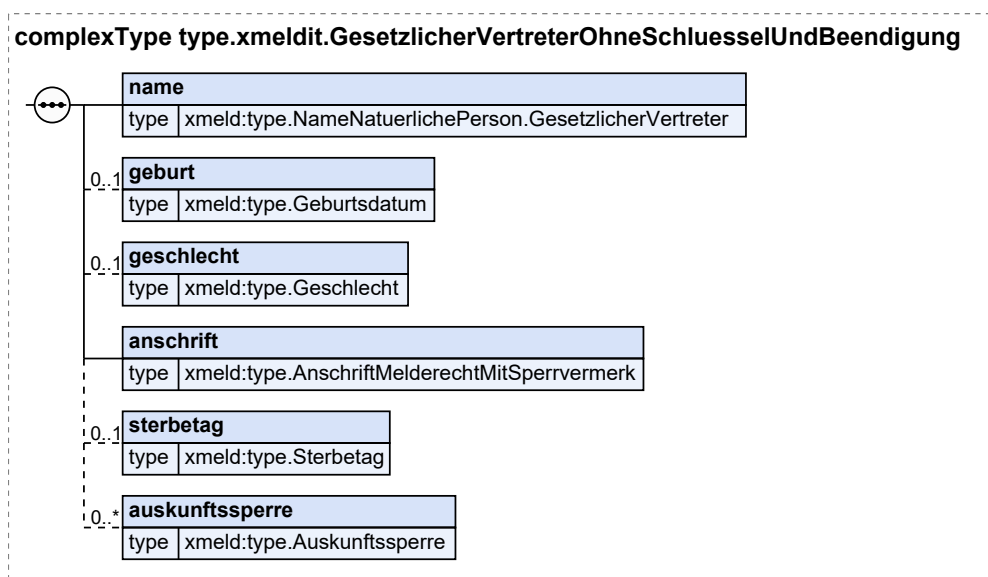 complexType type.xmeldit.GesetzlicherVertreterOhneSchluesselUndBeendigung
name
type xmeld:type.NameNatuerlichePerson.GesetzlicherVertreter
0..1 geburt
type xmeld:type.Geburtsdatum
0..1 geschlecht
type xmeld:type.Geschlecht
anschrift
type xmeld:type.AnschriftMelderechtMitSperrvermerk
0..1 sterbetag
type xmeld:type.Sterbetag
0..* auskunftssperre
type xmeld:type.Auskunftssperre